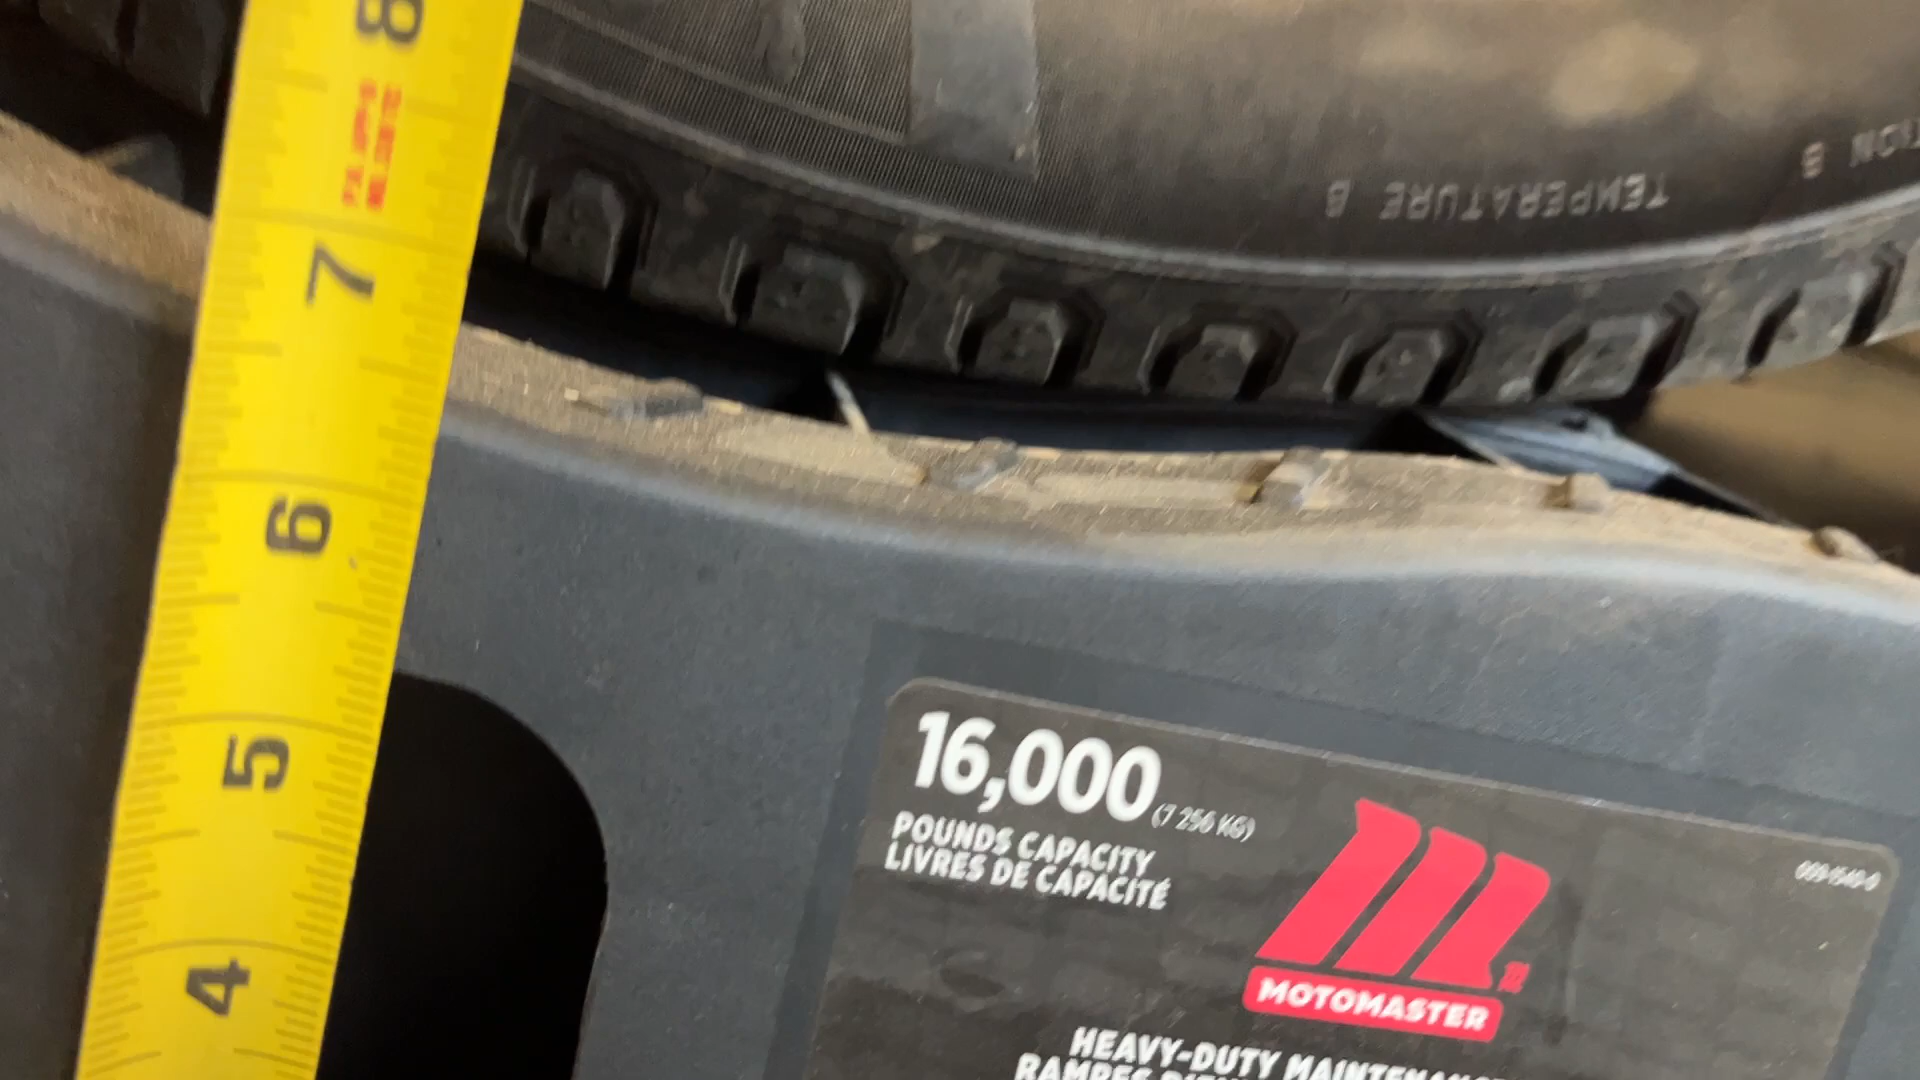 8
7
6
5
4
TEMPERATURE B
TION B
16,000
(7 256 KG)
POUNDS CAPACITY
LIVRES DE CAPACITÉ
MOTOMASTER
HEAVY-DUTY